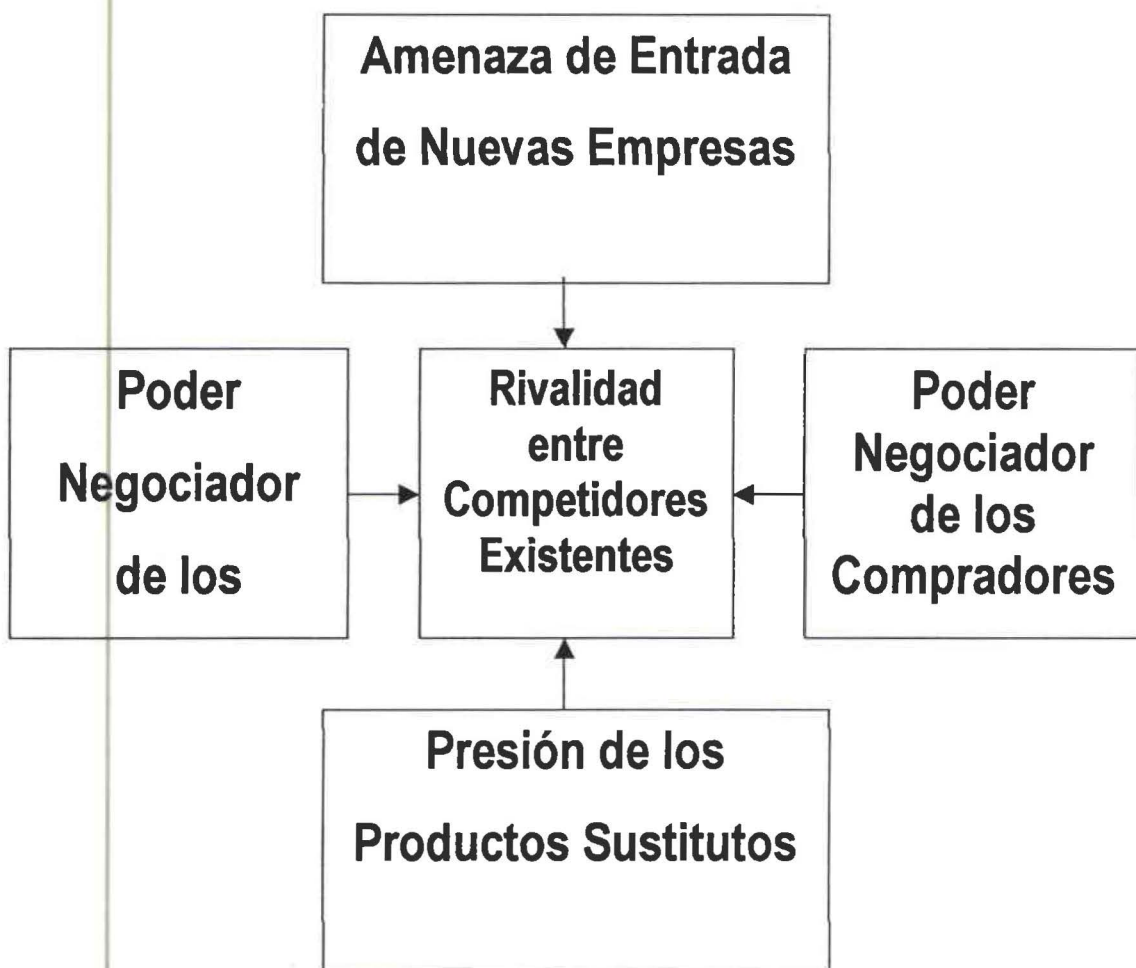 Amenaza de Entrada
de Nuevas Empresas
Poder
Negociador
de los
Rivalidad
entre
Competidores
Existentes
Poder
Negociador
de los
Compradores
Presión de los
Productos Sustitutos